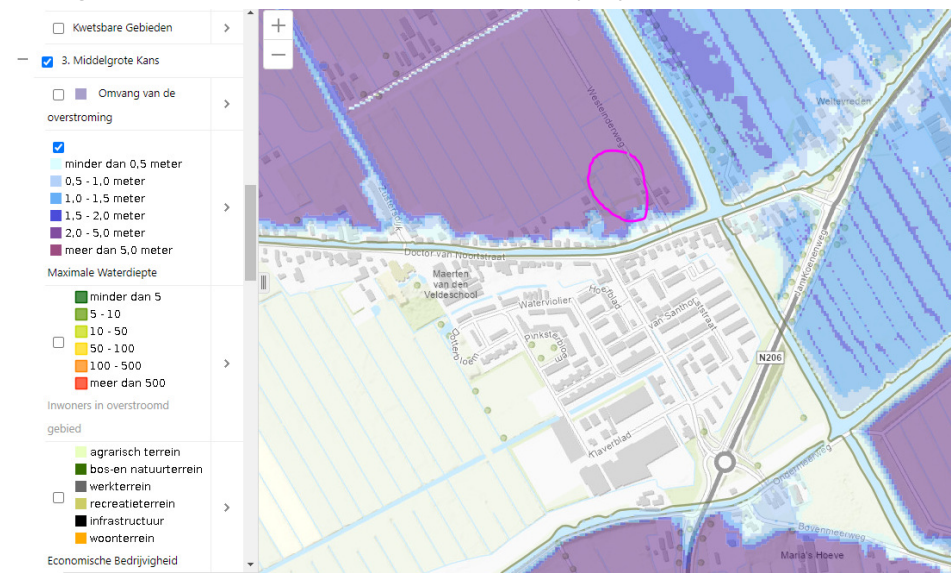 Kwetsbare Gebieden
3. Middelgrote Kans
Omvang van de
overstroming
minder dan 0,5 meter
0,5 - 1,0 meter
1,0 - 1,5 meter
1,5 - 2,0 meter
2,0 - 5,0 meter
meer dan 5,0 meter
Maximale Waterdiepte
minder dan 5
5 - 10
10 - 50
50 - 100
100 - 500
meer dan 500
Inwoners in overstroomd
gebied
agrarisch terrein
bos-en natuurterrein
werkterrein
recreatieterrein
infrastructuur
woonterrein
Economische Bedrijvigheid
+
−
Weltevreden
Westeinderweg
Doctor van Noortstraat
Maerten
van den
Veldeschool
Waterviolier
Hoefblad
van Santhorststraat
Jan Koenenweg
Pinksterbloem
Dotterbloem
N206
Klaverblad
Ondermeerweg
Bovenmeerweg
Maria's Hoeve